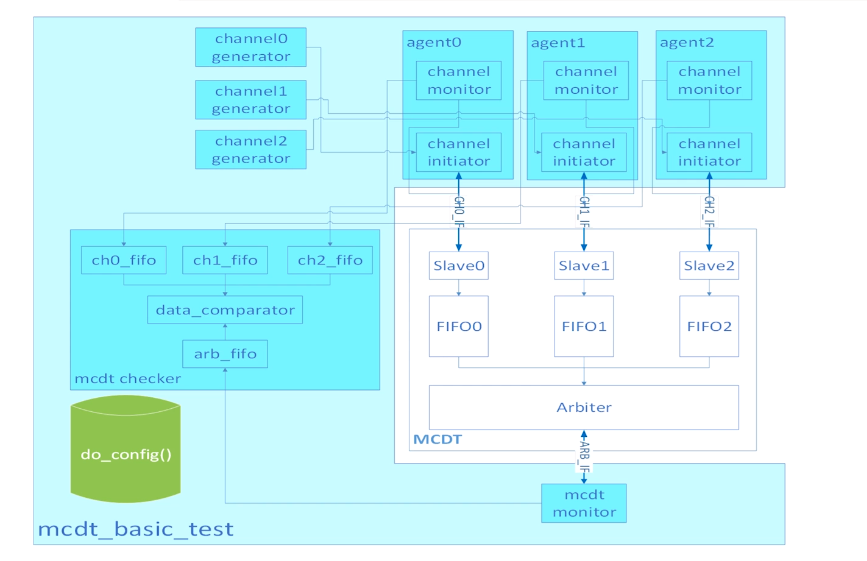 channel0
generator
channel1
generator
channel2
generator
agent0
channel
monitor
channel
initiator
agent1
channel
monitor
channel
initiator
agent2
channel
monitor
channel
initiator
CH0_IF
CH1_IF
CH2_IF
ch0_fifo
ch1_fifo
ch2_fifo
data_comparator
arb_fifo
mcdt checker
Slave0
Slave1
Slave2
FIFO0
FIFO1
FIFO2
Arbiter
MCDT
ARB_IF
do_config()
mcdt
monitor
mcdt_basic_test